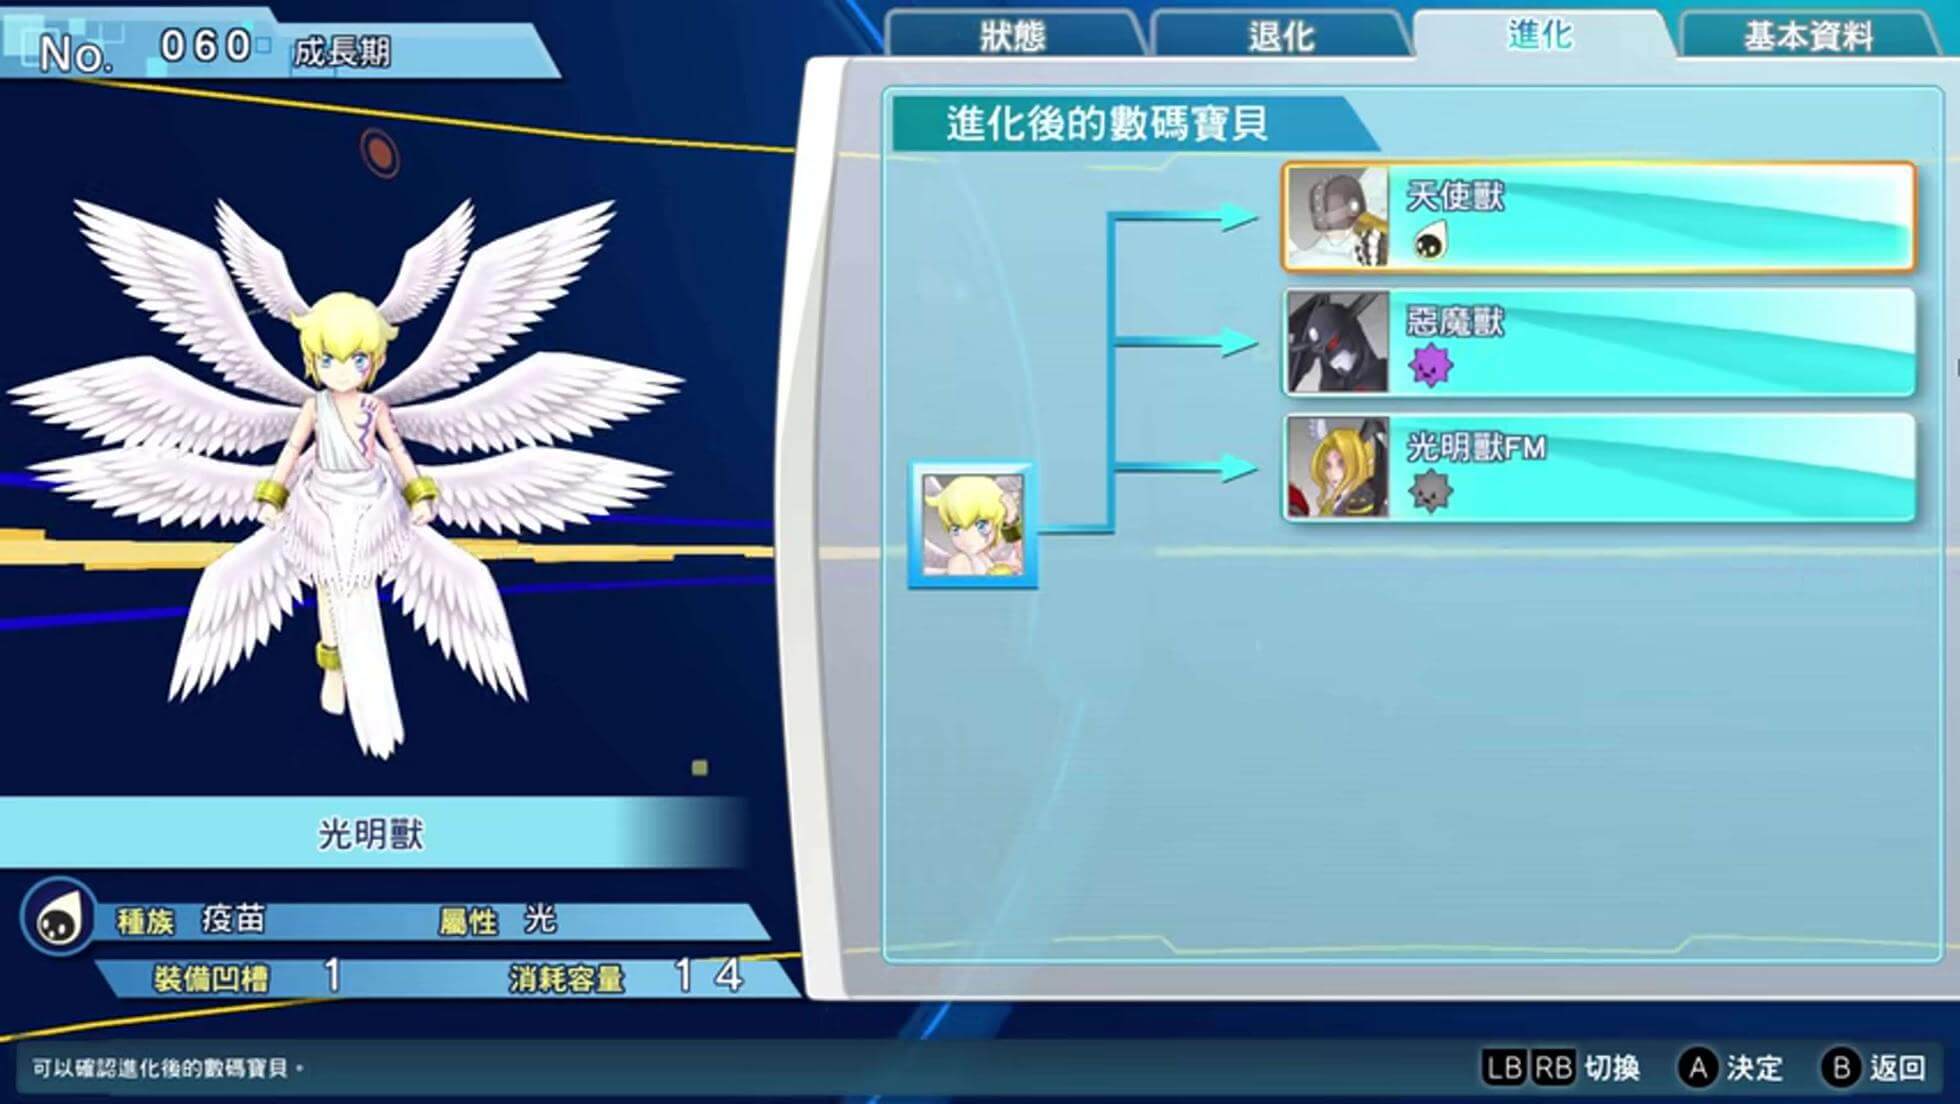 No. 060 成長期
狀態 退化 進化 基本資料
進化後的數碼寶貝
天使獸
惡魔獸
光明獸FM
光明獸
種族 疫苗 屬性 光
裝備凹槽 1 消耗容量 14
可以確認進化後的數碼寶貝。
LB RB 切換 A 決定 B 返回